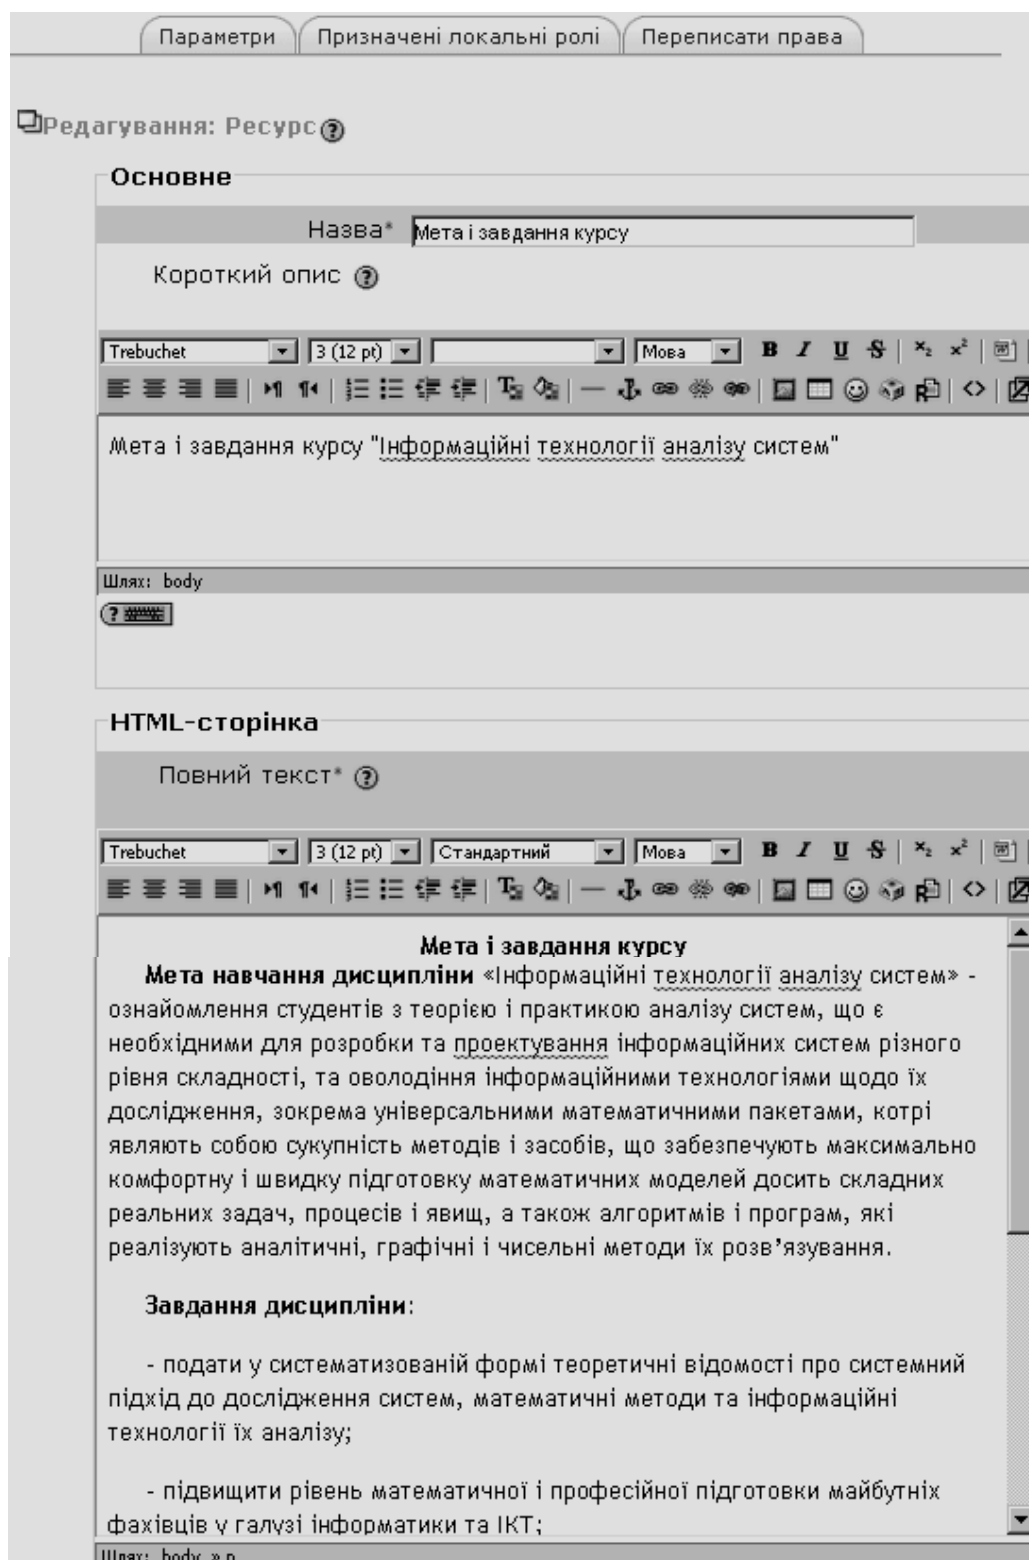 Параметри Призначені локальні ролі Переписати права
Редагування: Ресурс
Основне
Назва* Мета і завдання курсу
Короткий опис
Trebuchet 3 (12 pt) Мова B I U S x₂ x²
Мета і завдання курсу "Інформаційні технології аналізу систем"
Шлях: body
HTML-сторінка
Повний текст*
Trebuchet 3 (12 pt) Стандартний Мова B I U S x₂ x²
Мета і завдання курсу
Мета навчання дисципліни «Інформаційні технології аналізу систем» -
ознайомлення студентів з теорією і практикою аналізу систем, що є
необхідними для розробки та проектування інформаційних систем різного
рівня складності, та оволодіння інформаційними технологіями щодо їх
дослідження, зокрема універсальними математичними пакетами, котрі
являють собою сукупність методів і засобів, що забезпечують максимально
комфортну і швидку підготовку математичних моделей досить складних
реальних задач, процесів і явищ, а також алгоритмів і програм, які
реалізують аналітичні, графічні і чисельні методи їх розв’язування.
Завдання дисципліни:
- подати у систематизованій формі теоретичні відомості про системний
підхід до дослідження систем, математичні методи та інформаційні
технології їх аналізу;
- підвищити рівень математичної і професійної підготовки майбутніх
фахівців у галузі інформатики та ІКТ;
Шлях: body » p